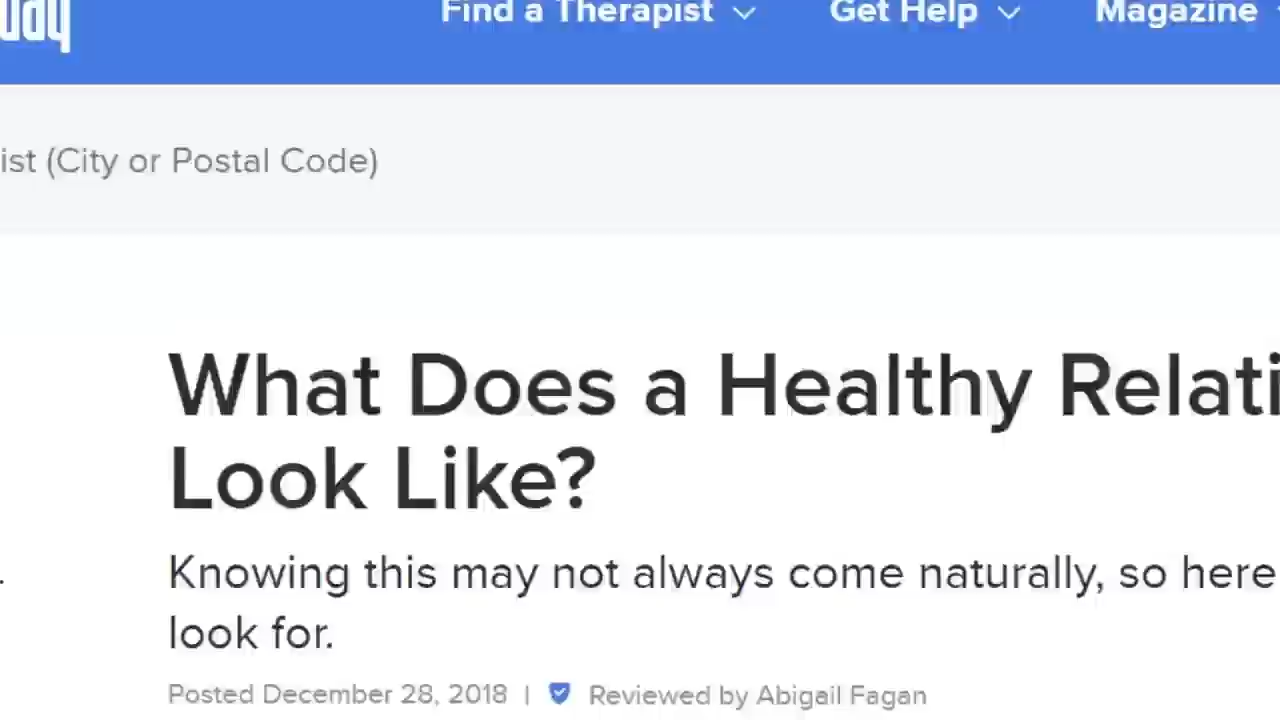 Find a Therapist Get Help Magazine
ist (City or Postal Code)
What Does a Healthy Relati
Look Like?
Knowing this may not always come naturally, so here
look for.
Posted December 28, 2018 | Reviewed by Abigail Fagan